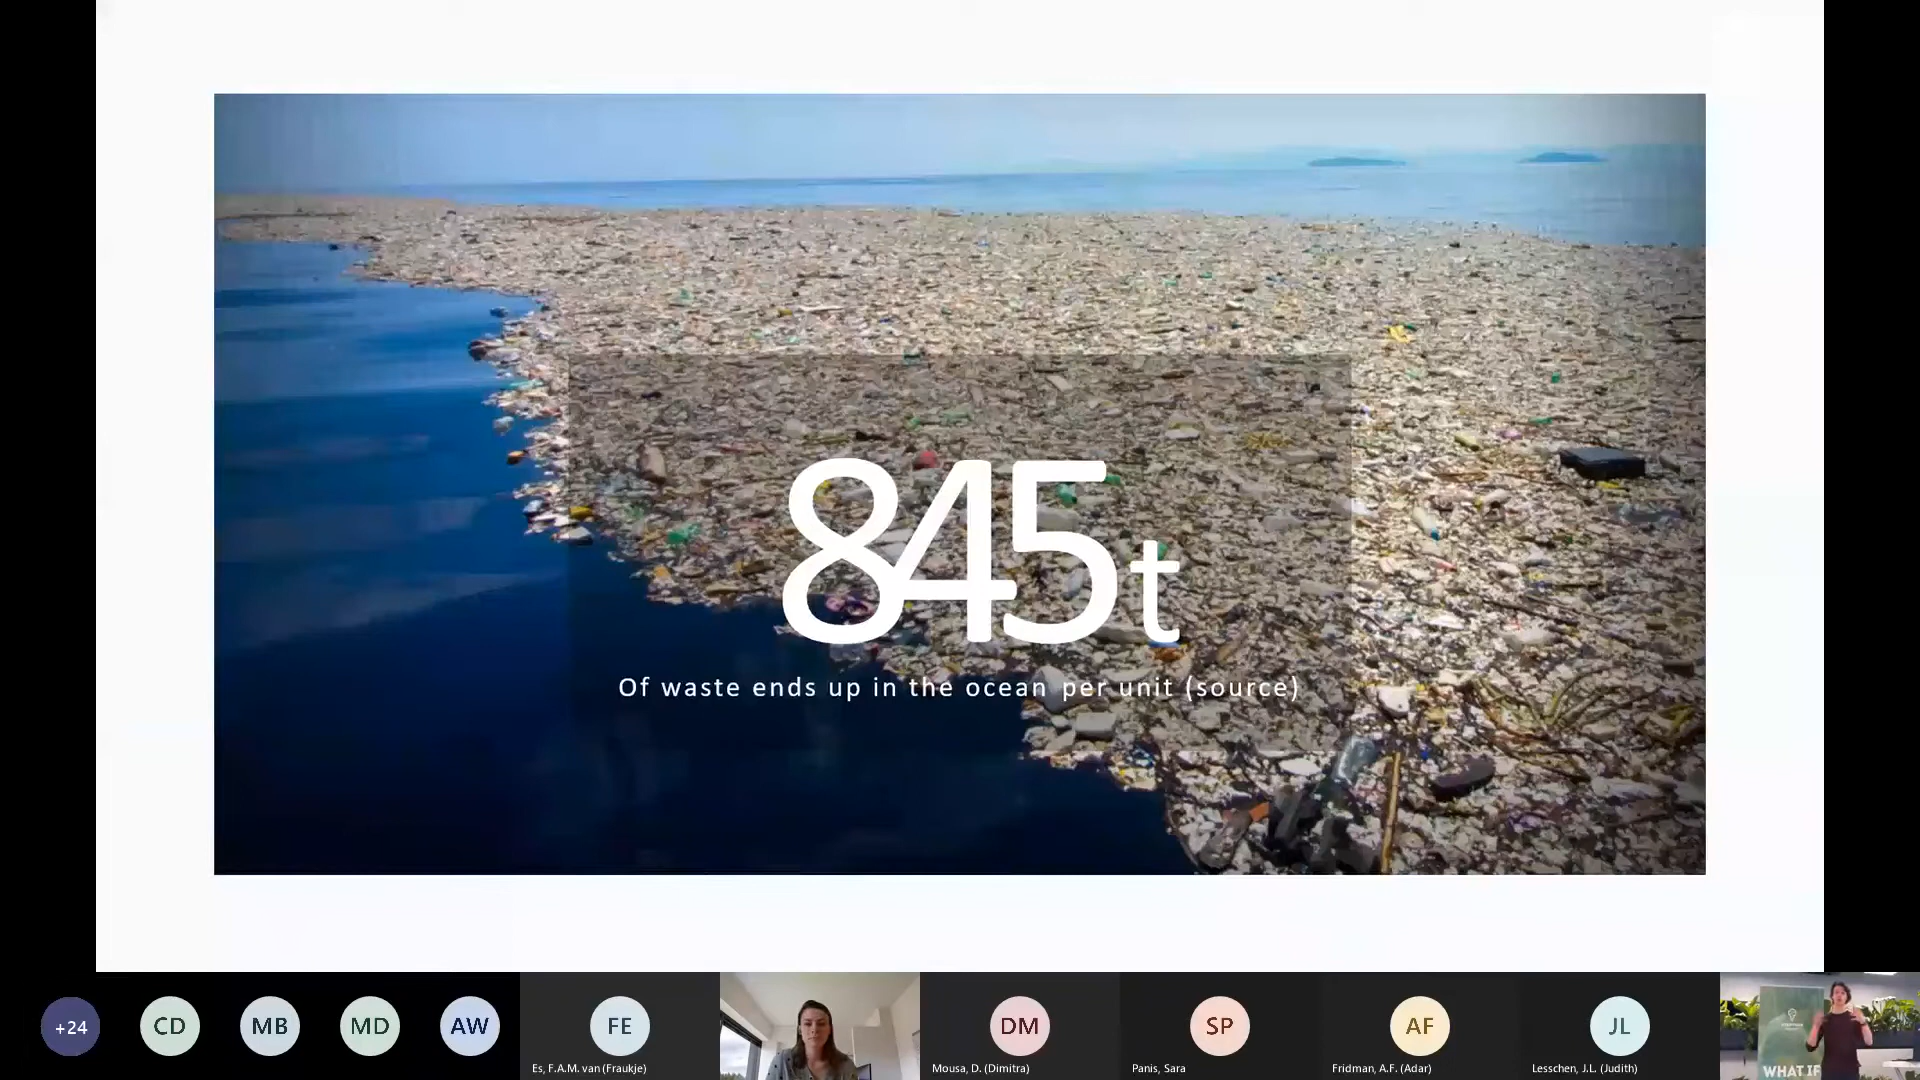 845t
Of waste ends up in the ocean per unit (source)
+24
CD
MB
MD
AW
FE
DM
SP
AF
JL
Es, F.A.M. van (Fraukje)
Mousa, D. (Dimitra)
Panis, Sara
Fridman, A.F. (Adar)
Lesschen, J.L. (Judith)
WHAT IF